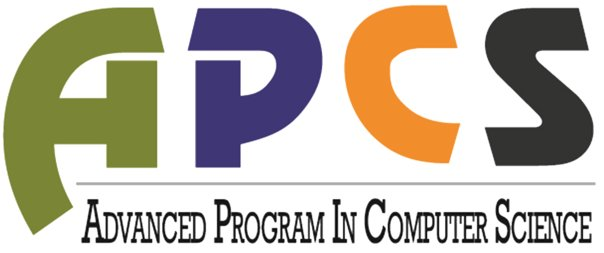 APCS
ADVANCED PROGRAM IN COMPUTER SCIENCE